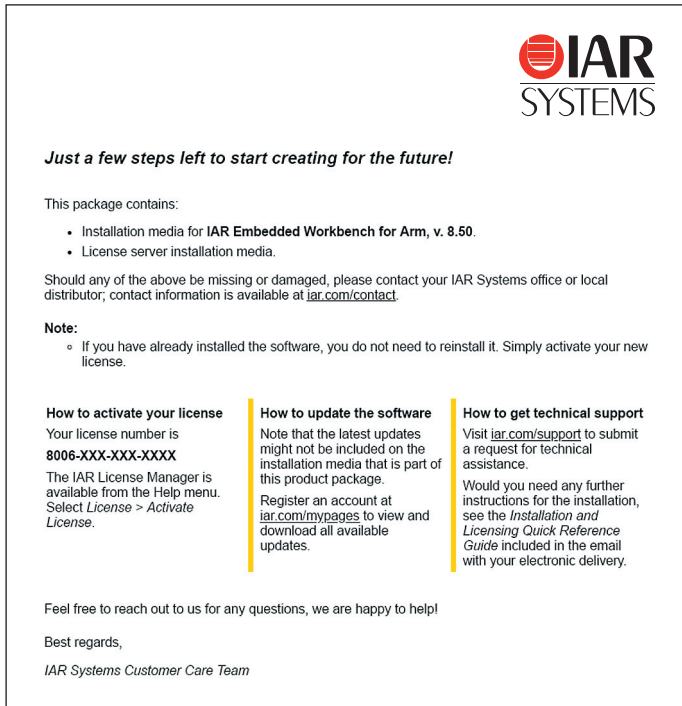 IAR
SYSTEMS
Just a few steps left to start creating for the future!
This package contains:
• Installation media for IAR Embedded Workbench for Arm, v. 8.50.
• License server installation media.
Should any of the above be missing or damaged, please contact your IAR Systems office or local
distributor; contact information is available at iar.com/contact.
Note:
◦ If you have already installed the software, you do not need to reinstall it. Simply activate your new
license.
How to activate your license
Your license number is
8006-XXX-XXX-XXXX
The IAR License Manager is
available from the Help menu.
Select License > Activate
License.
How to update the software
Note that the latest updates
might not be included on the
installation media that is part of
this product package.
Register an account at
iar.com/mypages to view and
download all available
updates.
How to get technical support
Visit iar.com/support to submit
a request for technical
assistance.
Would you need any further
instructions for the installation,
see the Installation and
Licensing Quick Reference
Guide included in the email
with your electronic delivery.
Feel free to reach out to us for any questions, we are happy to help!
Best regards,
IAR Systems Customer Care Team